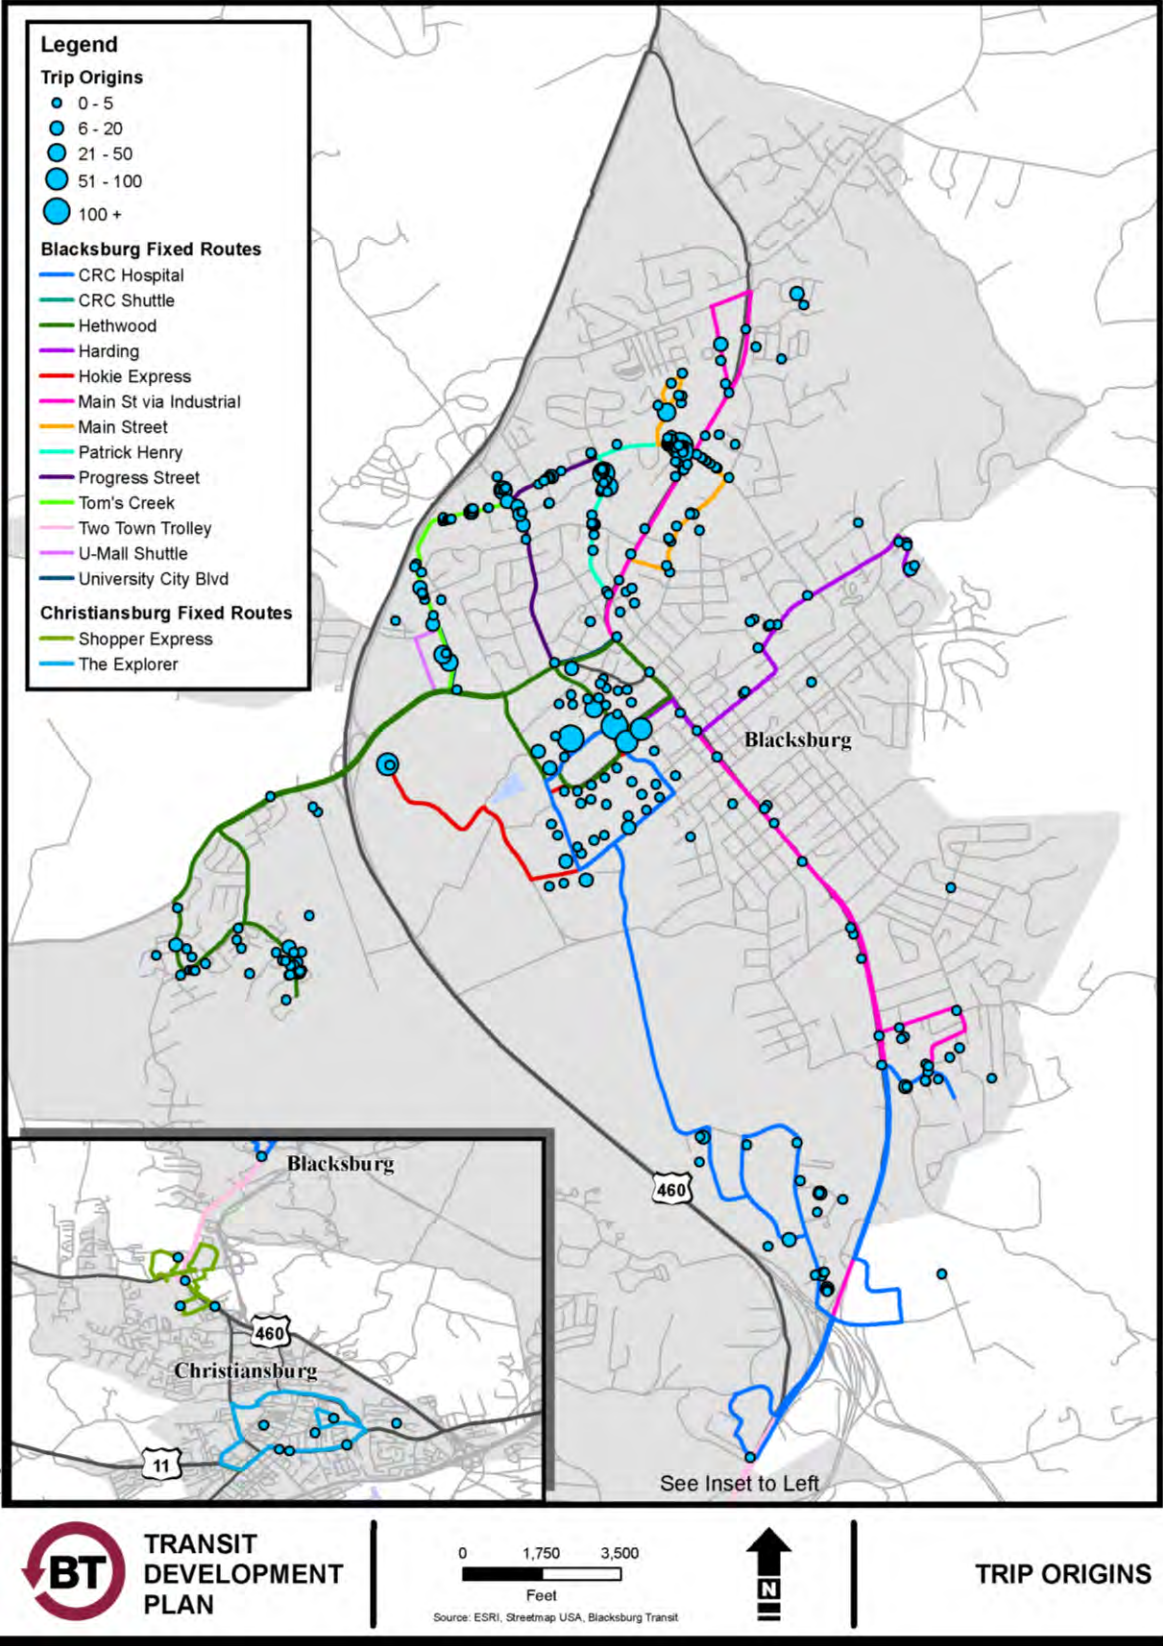 Legend
Trip Origins
0 - 5
6 - 20
21 - 50
51 - 100
100 +
Blacksburg Fixed Routes
CRC Hospital
CRC Shuttle
Hethwood
Harding
Hokie Express
Main St via Industrial
Main Street
Patrick Henry
Progress Street
Tom's Creek
Two Town Trolley
U-Mall Shuttle
University City Blvd
Christiansburg Fixed Routes
Shopper Express
The Explorer
Blacksburg
460
Blacksburg
460
Christiansburg
11
See Inset to Left
BT
TRANSIT
DEVELOPMENT
PLAN
0 1,750 3,500
Feet
Source: ESRI, Streetmap USA, Blacksburg Transit
N
TRIP ORIGINS